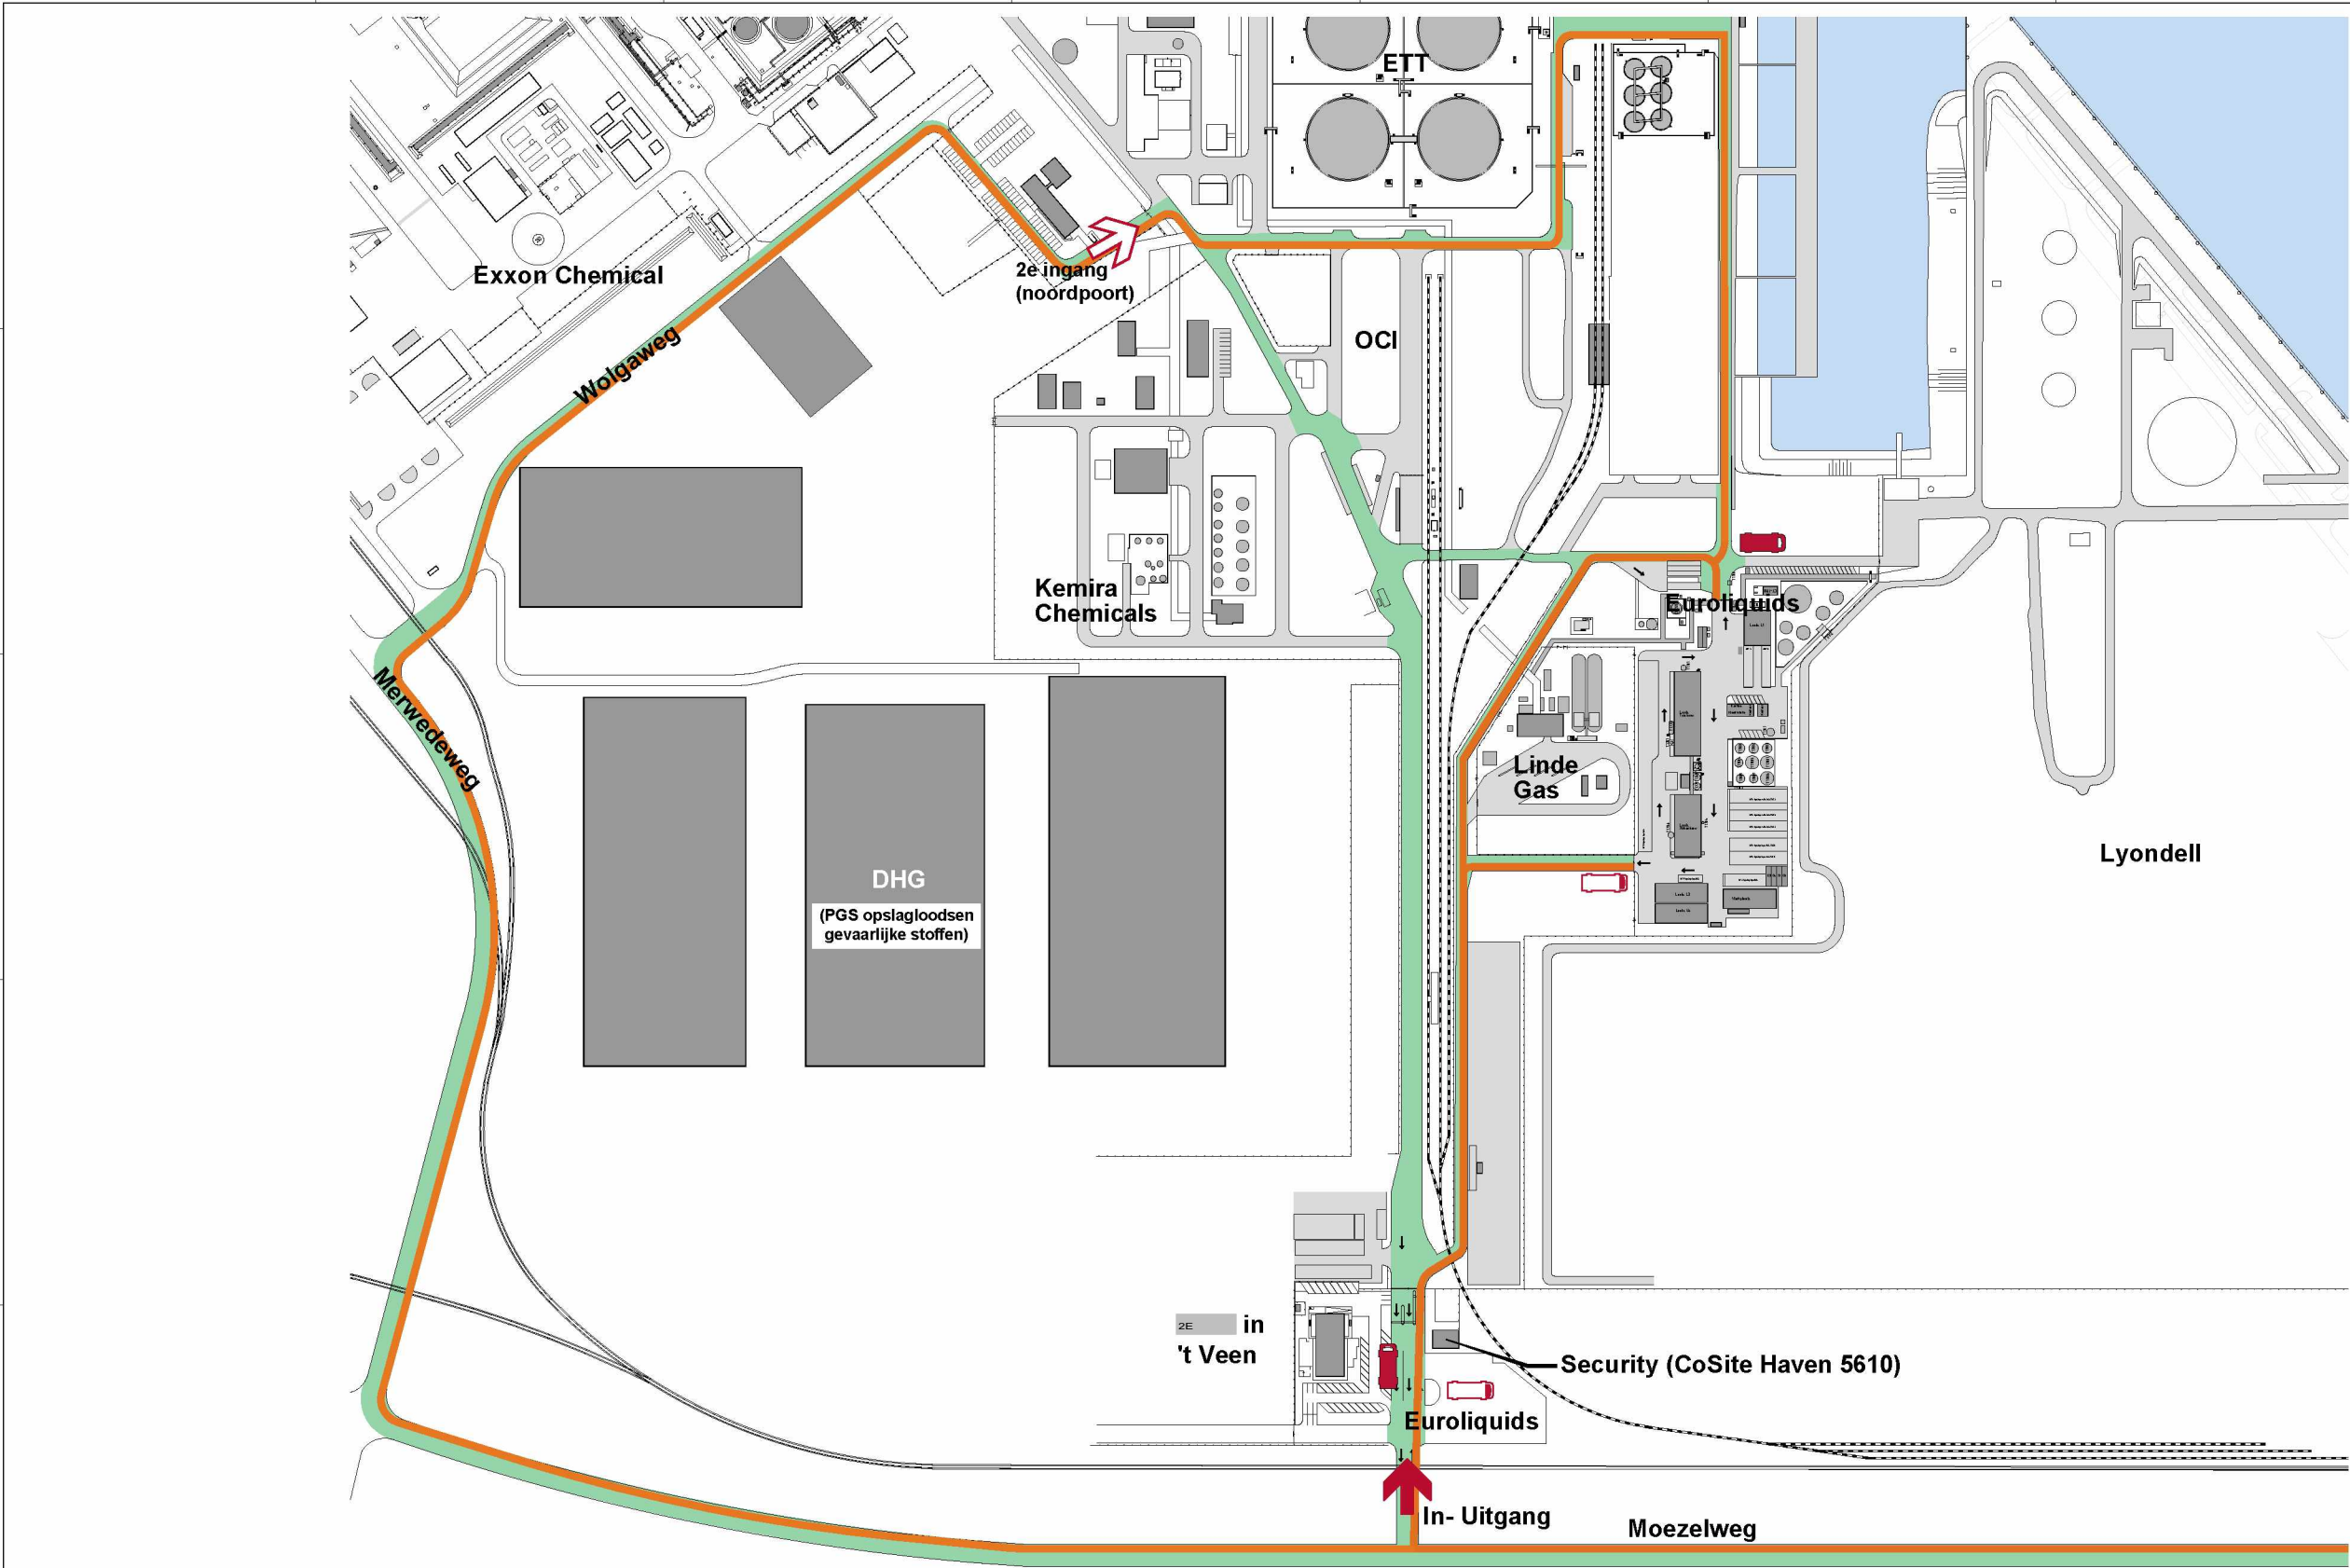 ETT
Exxon Chemical
2e ingang
(noordpoort)
OCI
Wolgaweg
Kemira
Chemicals
Euroliquids
Merwedeweg
Linde
Gas
Lyondell
DHG
(PGS opslagloodsen
gevaarlijke stoffen)
2E in
't Veen
Security (CoSite Haven 5610)
Euroliquids
In- Uitgang
Moezelweg